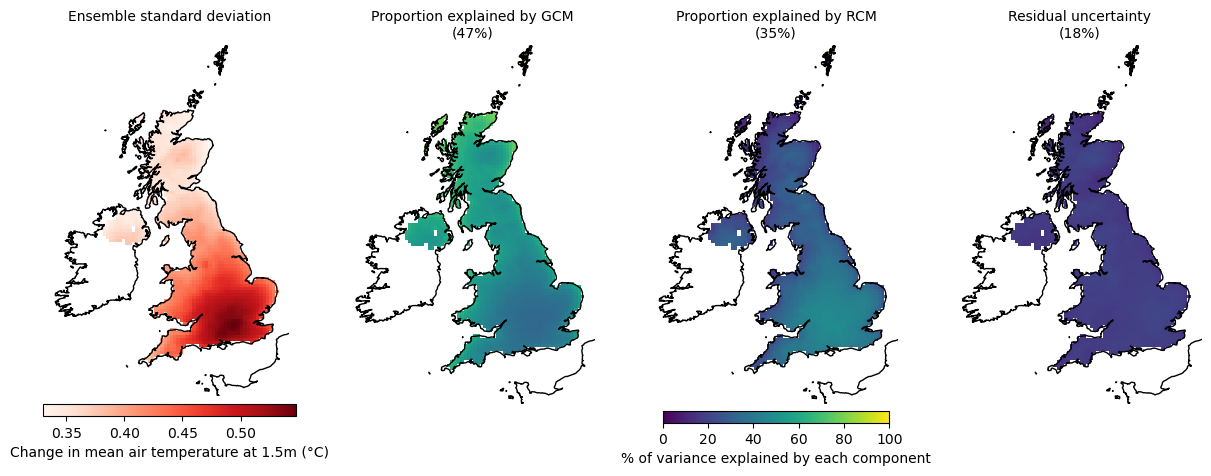 Ensemble standard deviation
Proportion explained by GCM
(47%)
Proportion explained by RCM
(35%)
Residual uncertainty
(18%)
0.35 0.40 0.45 0.50
Change in mean air temperature at 1.5m (°C)
0 20 40 60 80 100
% of variance explained by each component